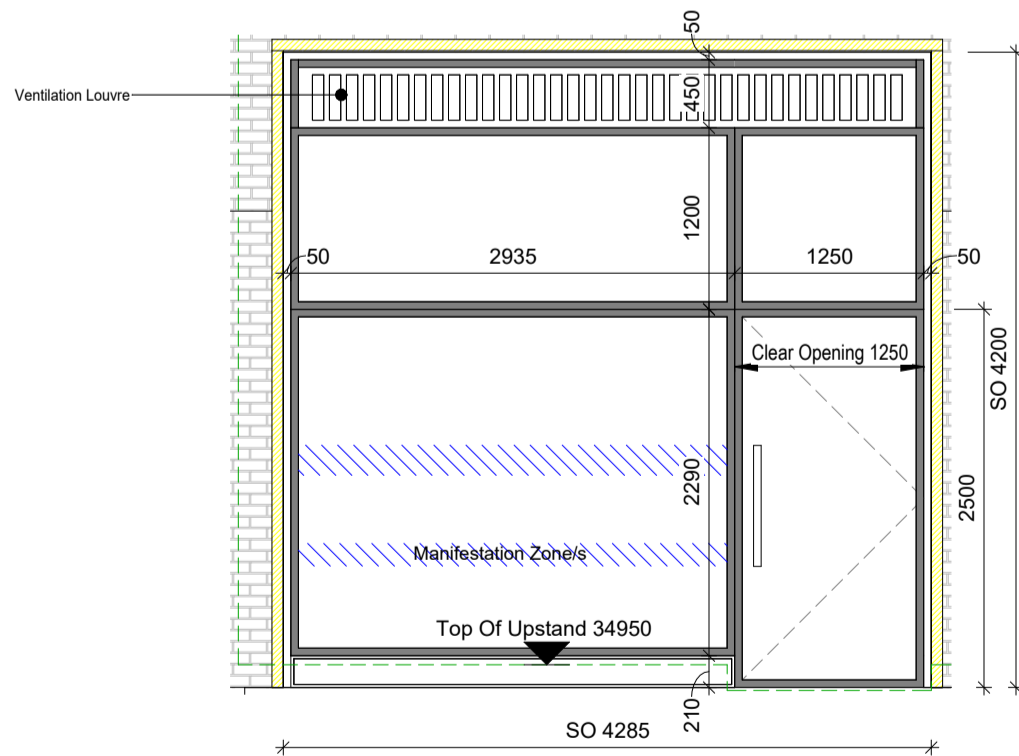 50
Ventilation Louvre
450
1200
50
2935
1250
50
Clear Opening 1250
SO 4200
2290
2500
Manifestation Zone/s
Top Of Upstand 34950
210
SO 4285